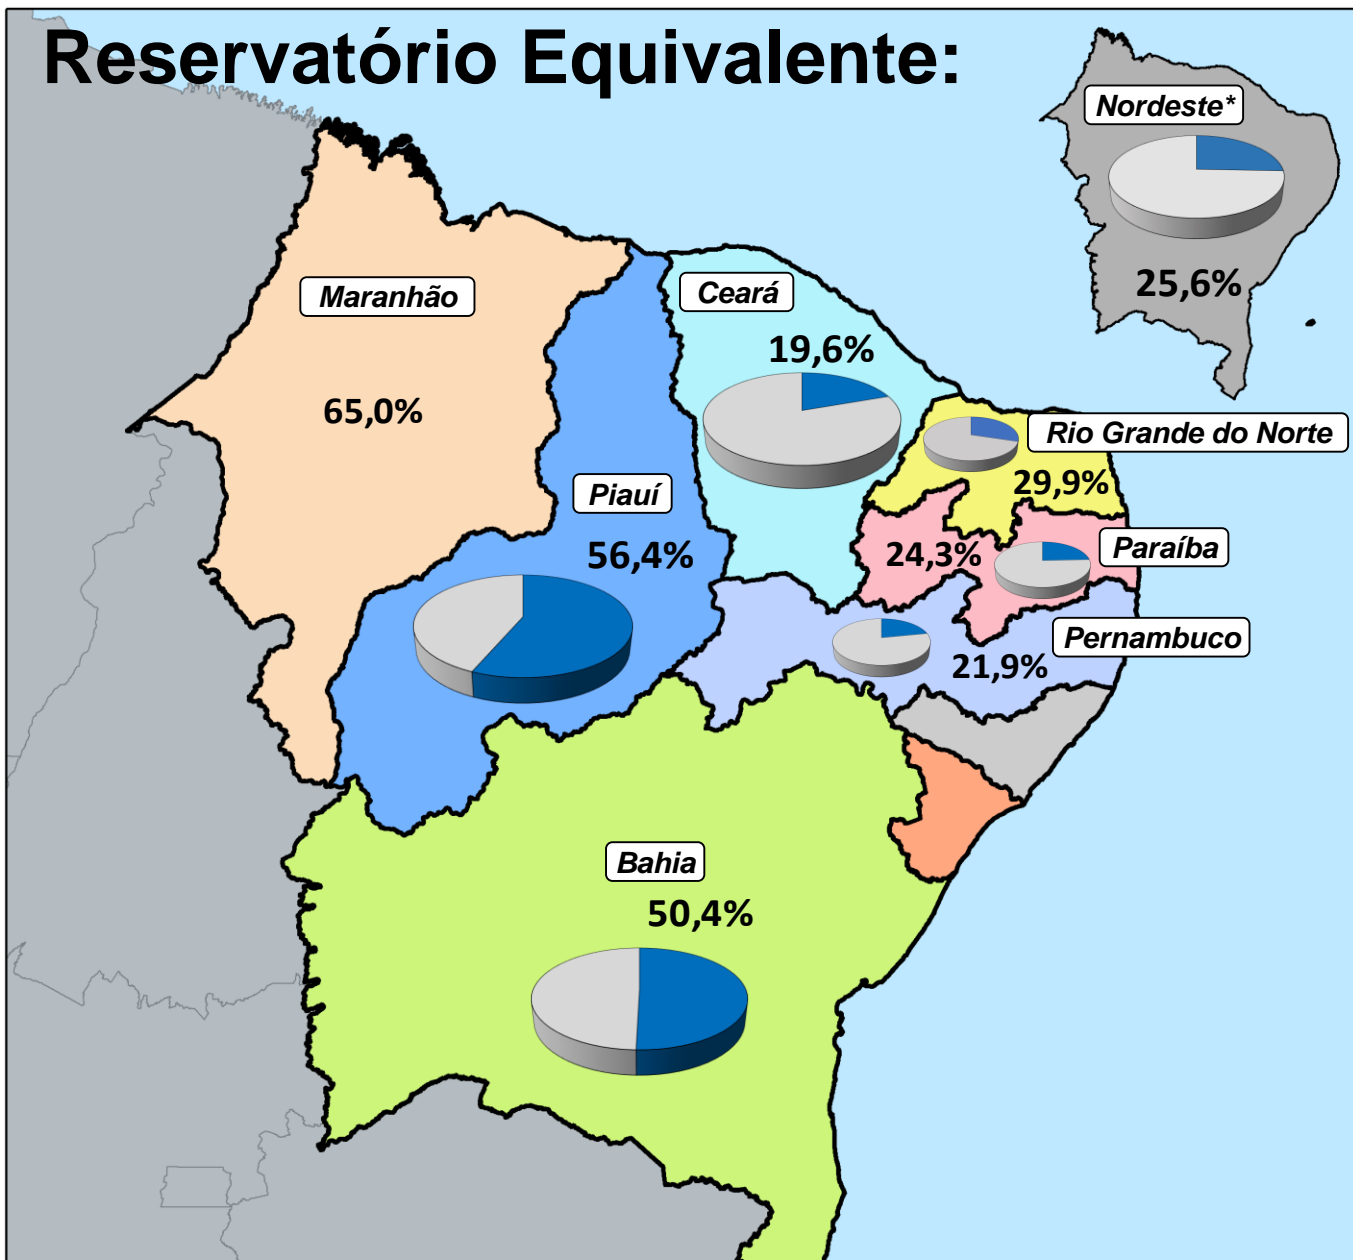 Reservatório Equivalente:
Nordeste*
25,6%
Maranhão
65,0%
Ceará
19,6%
Rio Grande do Norte
29,9%
Piauí
56,4%
Paraíba
24,3%
Pernambuco
21,9%
Bahia
50,4%